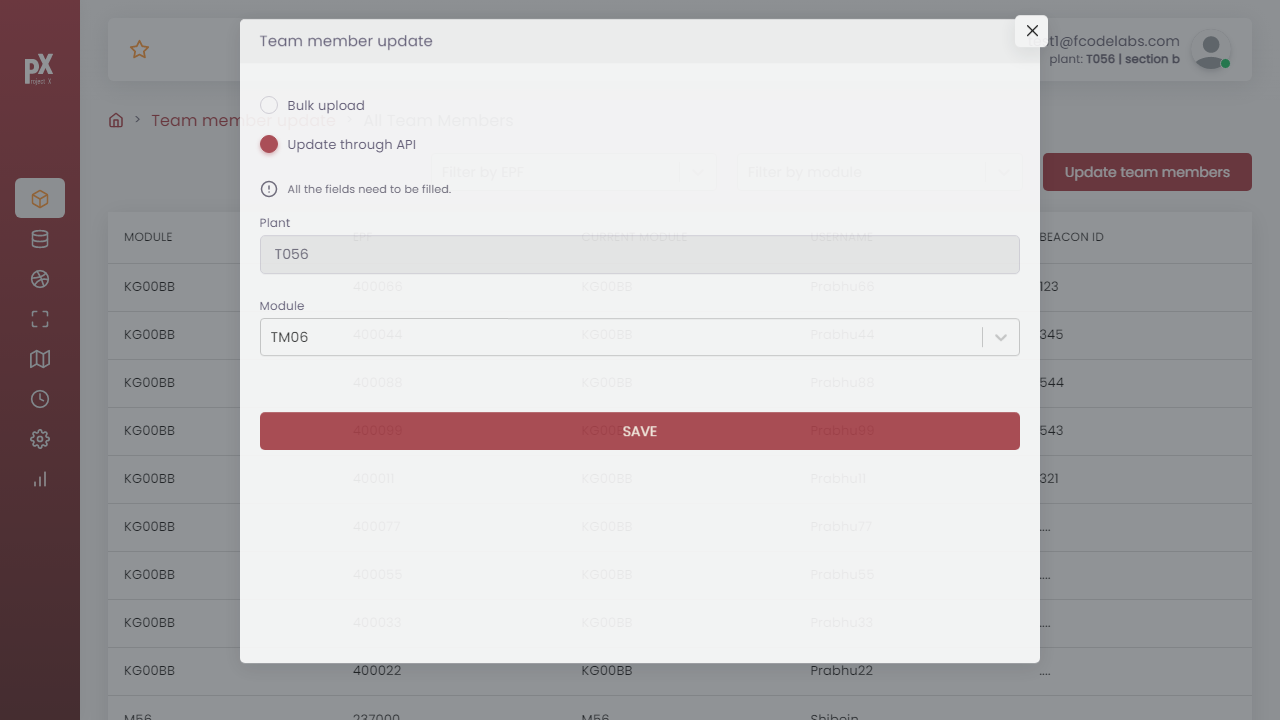 Team member update
t1@fcodelabs.com
plant: T056 | section b
pX
roject X
Bulk upload
Team member update > All Team Members
Update through API
Filter by EPF
Filter by module
Update team members
All the fields need to be filled.
Plant
MODULE EPF CURRENT MODULE USERNAME BEACON ID
T056
KG00BB 400066 KG00BB Prabhu66 123
Module
KG00BB 400044 KG00BB Prabhu44 345
TM06
KG00BB 400088 KG00BB Prabhu88 544
KG00BB 400099 KG00BB Prabhu99 543
SAVE
KG00BB 400011 KG00BB Prabhu11 321
KG00BB 400077 KG00BB Prabhu77 ....
KG00BB 400055 KG00BB Prabhu55 ....
KG00BB 400033 KG00BB Prabhu33 ....
KG00BB 400022 KG00BB Prabhu22 ....
M56 237000 M56 Shibein